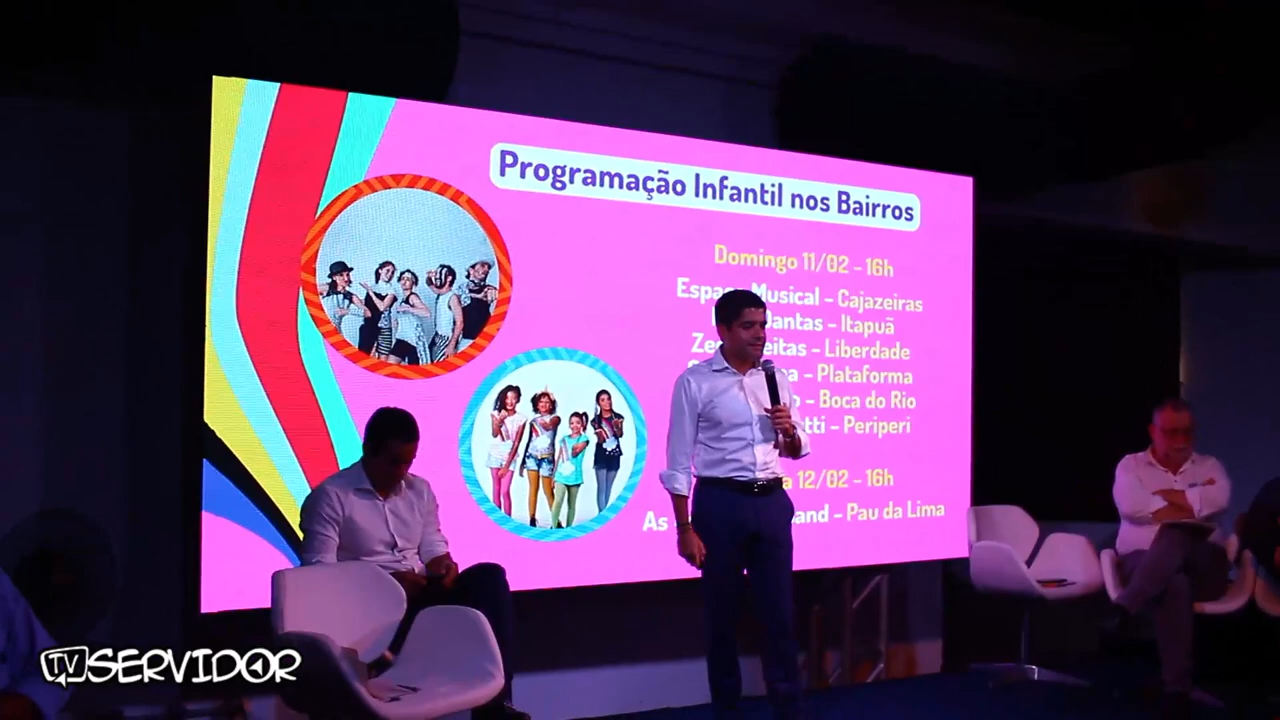 Programação Infantil nos Bairros
Domingo 11/02 - 16h
Musical - Cajazeiras
Dantas - Itapuã
- Liberdade
- Plataforma
- Boca do Rio
- Periperi
12/02 - 16h
As - Pau da Lima
TV SERVIDOR